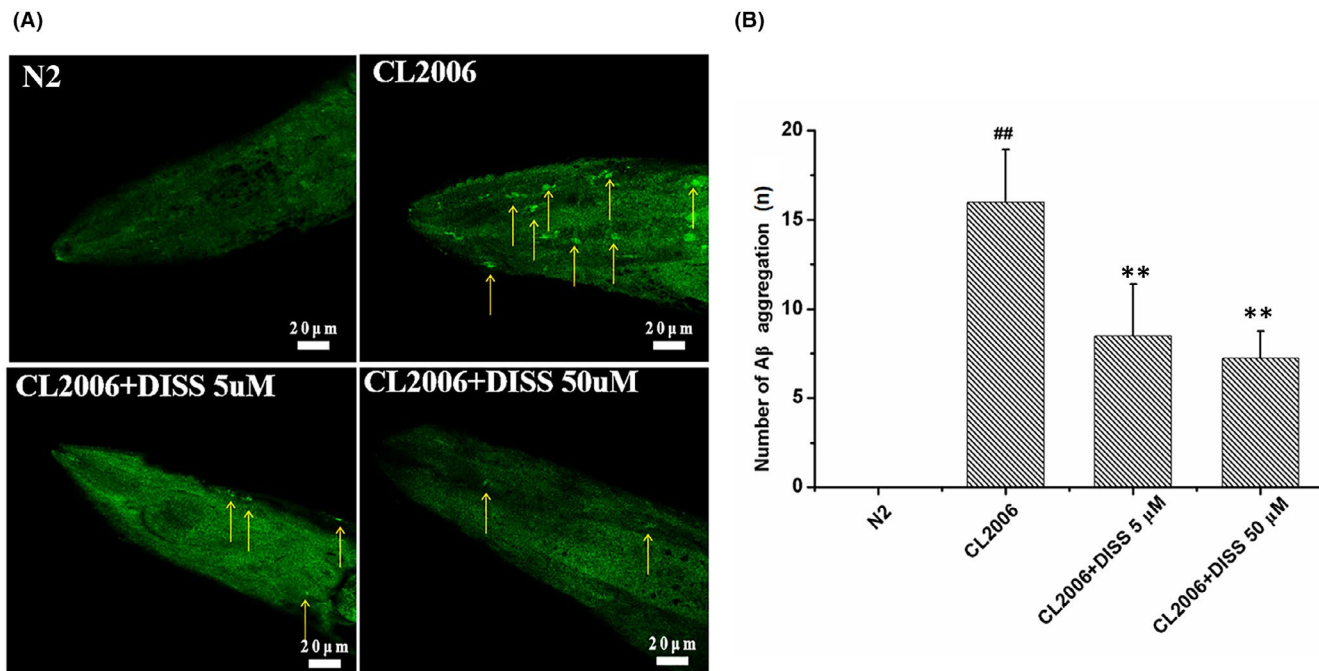 (A)
N2
20μm
CL2006
20μm
CL2006+DISS 5uM
20μm
CL2006+DISS 50uM
20μm
(B)
Number of Aβ aggregation (n)
20
15
10
5
0
##
**
**
N2
CL2006
CL2006+DISS 5 μM
CL2006+DISS 50 μM